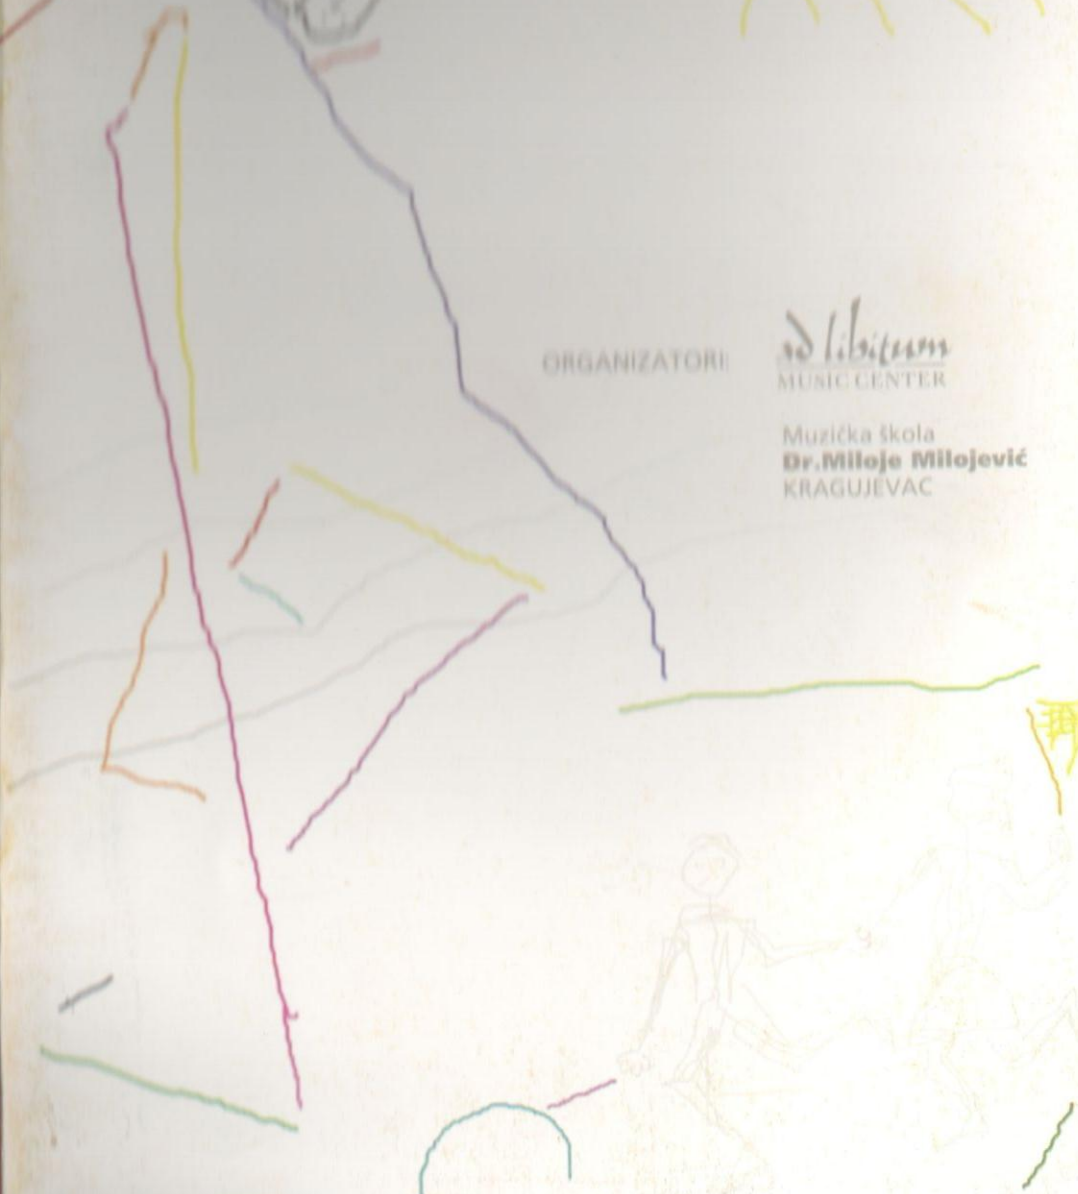 ORGANIZATORI:
ad libitum
MUSIC CENTER
Muzička škola
Dr.Miloje Milojević
KRAGUJEVAC